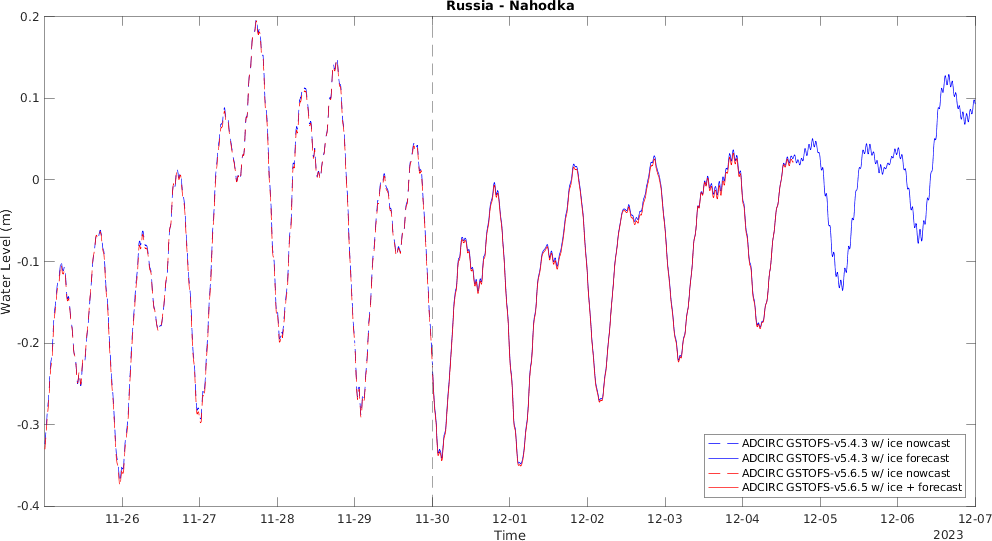 Russia - Nahodka
Water Level (m)
0.2
0.1
0
-0.1
-0.2
-0.3
-0.4
11-26
11-27
11-28
11-29
11-30
12-01
12-02
12-03
12-04
12-05
12-06
12-07
Time
2023
ADCIRC GSTOFS-v5.4.3 w/ ice nowcast
ADCIRC GSTOFS-v5.4.3 w/ ice forecast
ADCIRC GSTOFS-v5.6.5 w/ ice nowcast
ADCIRC GSTOFS-v5.6.5 w/ ice + forecast